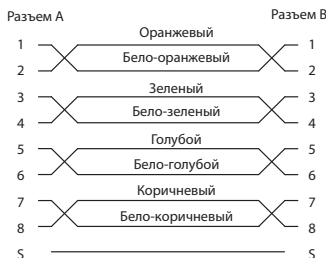 Разъем A Разъем B
Оранжевый
1 1
Бело-оранжевый
2 2
Зеленый
3 3
Бело-зеленый
4 4
Голубой
5 5
Бело-голубой
6 6
Коричневый
7 7
Бело-коричневый
8 8
S S